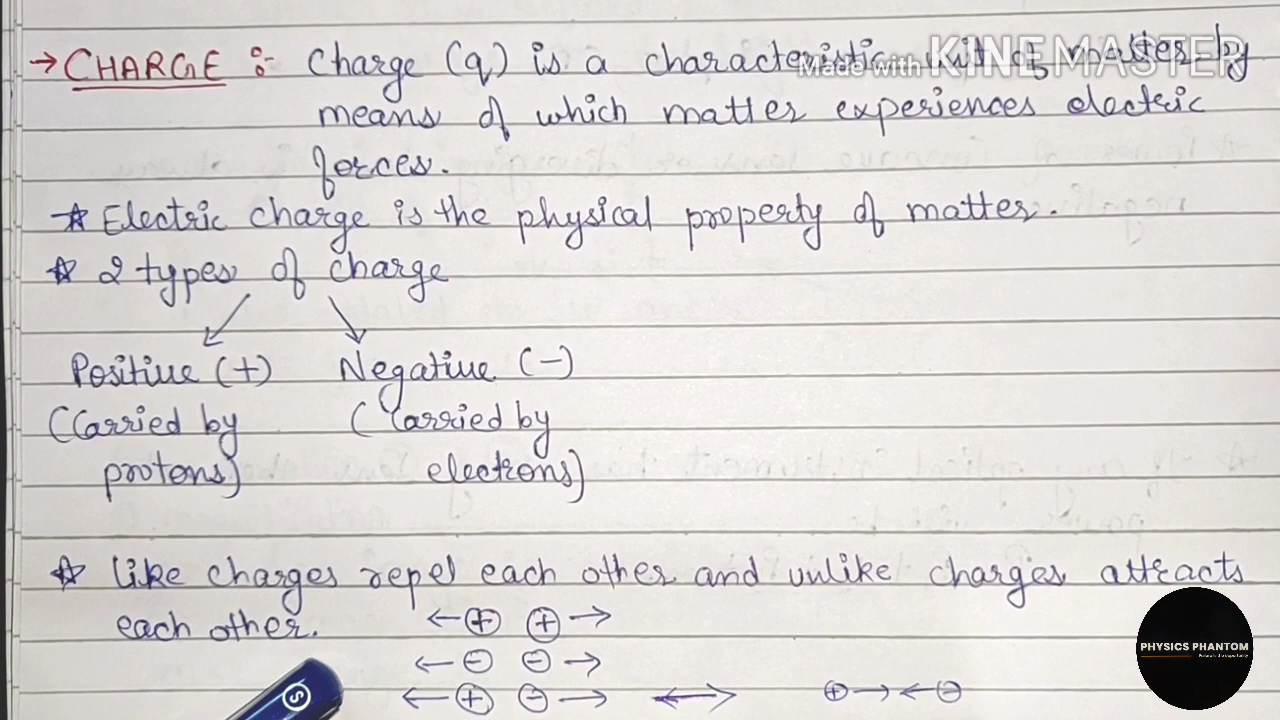 → CHARGE :- Charge (q) is a characteristic unit of matter by
Made with KINEMASTER
means of which matter experiences electric
forces.
☆ Electric charge is the physical property of matter.
☆ 2 types of charge
Positive (+) Negative (-)
(Carried by (Carried by
protons) electrons)
☆ Like charges repel each other and unlike charges attracts
each other. ← ⊕ ⊕ →
← ⊖ ⊖ →
← ⊕ ⊖ → ↔ ⊕ → ← ⊖
S
PHYSICS PHANTOM